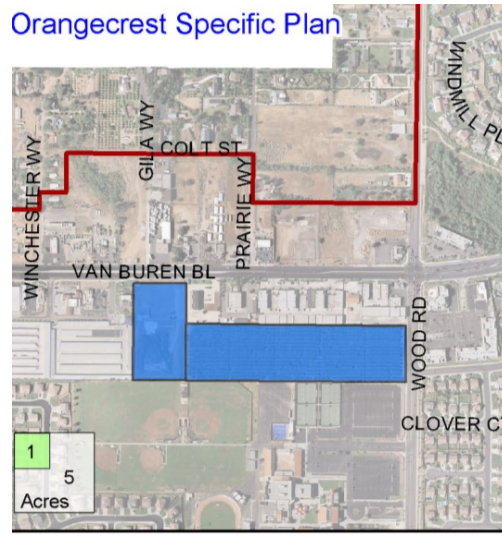 Orangecrest Specific Plan
WINDMILL PL
WINCHESTER WY
GILA WY
COLT ST
PRAIRIE WY
VAN BUREN BL
WOOD RD
CLOVER CT
1
5
Acres